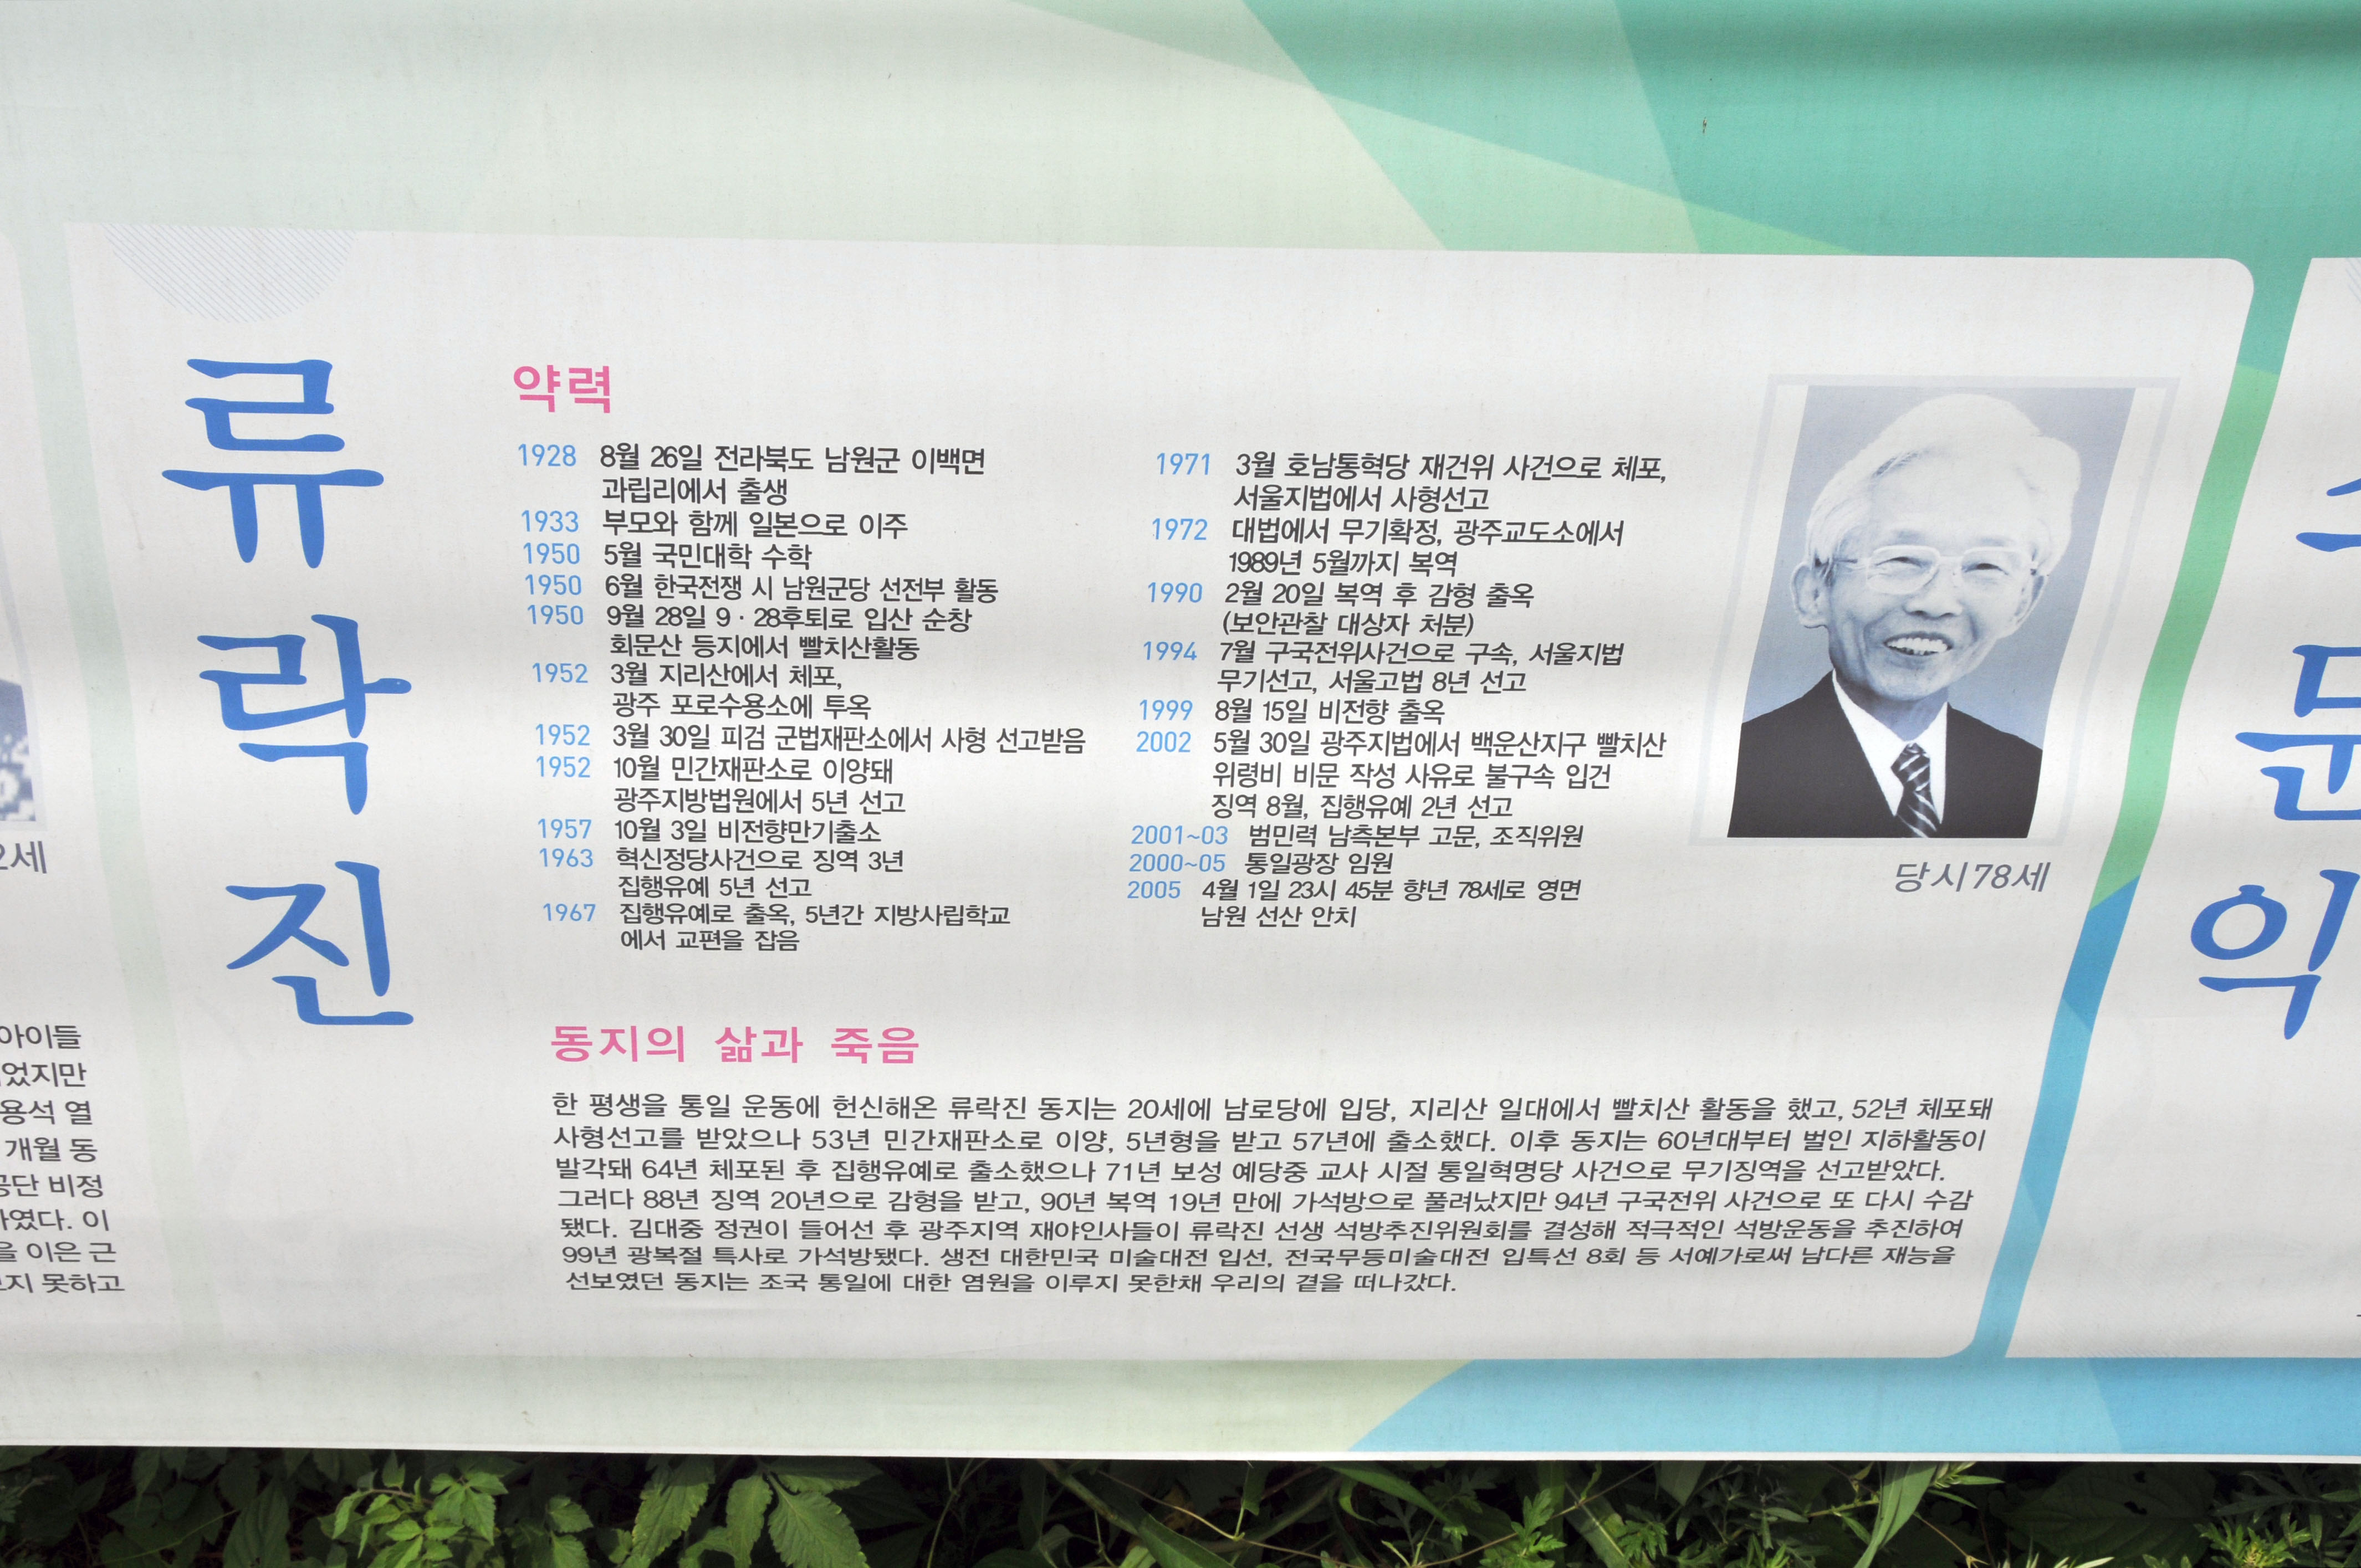 류락진
약력
1928 8월 26일 전라북도 남원군 이백면
과립리에서 출생
1933 부모와 함께 일본으로 이주
1950 5월 국민대학 수학
1950 6월 한국전쟁 시 남원군당 선전부 활동
1950 9월 28일 9·28후퇴로 입산 순창
회문산 등지에서 빨치산활동
1952 3월 지리산에서 체포,
광주 포로수용소에 투옥
1952 3월 30일 피검 군법재판소에서 사형 선고받음
1952 10월 민간재판소로 이양돼
광주지방법원에서 5년 선고
1957 10월 3일 비전향만기출소
1963 혁신정당사건으로 징역 3년
집행유예 5년 선고
1967 집행유예로 출옥, 5년간 지방사립학교
에서 교편을 잡음
1971 3월 호남통혁당 재건위 사건으로 체포,
서울지법에서 사형선고
1972 대법에서 무기확정, 광주교도소에서
1989년 5월까지 복역
1990 2월 20일 복역 후 감형 출옥
(보안관찰 대상자 처분)
1994 7월 구국전위사건으로 구속, 서울지법
무기선고, 서울고법 8년 선고
1999 8월 15일 비전향 출옥
2002 5월 30일 광주지법에서 백운산지구 빨치산
위령비 비문 작성 사유로 불구속 입건
징역 8월, 집행유예 2년 선고
2001~03 범민력 남측본부 고문, 조직위원
2000~05 통일광장 임원
2005 4월 1일 23시 45분 향년 78세로 영면
남원 선산 안치
당시78세
동지의 삶과 죽음
한 평생을 통일 운동에 헌신해온 류락진 동지는 20세에 남로당에 입당, 지리산 일대에서 빨치산 활동을 했고, 52년 체포돼
사형선고를 받았으나 53년 민간재판소로 이양, 5년형을 받고 57년에 출소했다. 이후 동지는 60년대부터 벌인 지하활동이
발각돼 64년 체포된 후 집행유예로 출소했으나 71년 보성 예당중 교사 시절 통일혁명당 사건으로 무기징역을 선고받았다.
그러다 88년 징역 20년으로 감형을 받고, 90년 복역 19년 만에 가석방으로 풀려났지만 94년 구국전위 사건으로 또 다시 수감
됐다. 김대중 정권이 들어선 후 광주지역 재야인사들이 류락진 선생 석방추진위원회를 결성해 적극적인 석방운동을 추진하여
99년 광복절 특사로 가석방됐다. 생전 대한민국 미술대전 입선, 전국무등미술대전 입특선 8회 등 서예가로써 남다른 재능을
선보였던 동지는 조국 통일에 대한 염원을 이루지 못한채 우리의 곁을 떠나갔다.
2세
아이들
었지만
용석 열
개월 동
공단 비정
하였다. 이
을 이은 근
지 못하고
문익